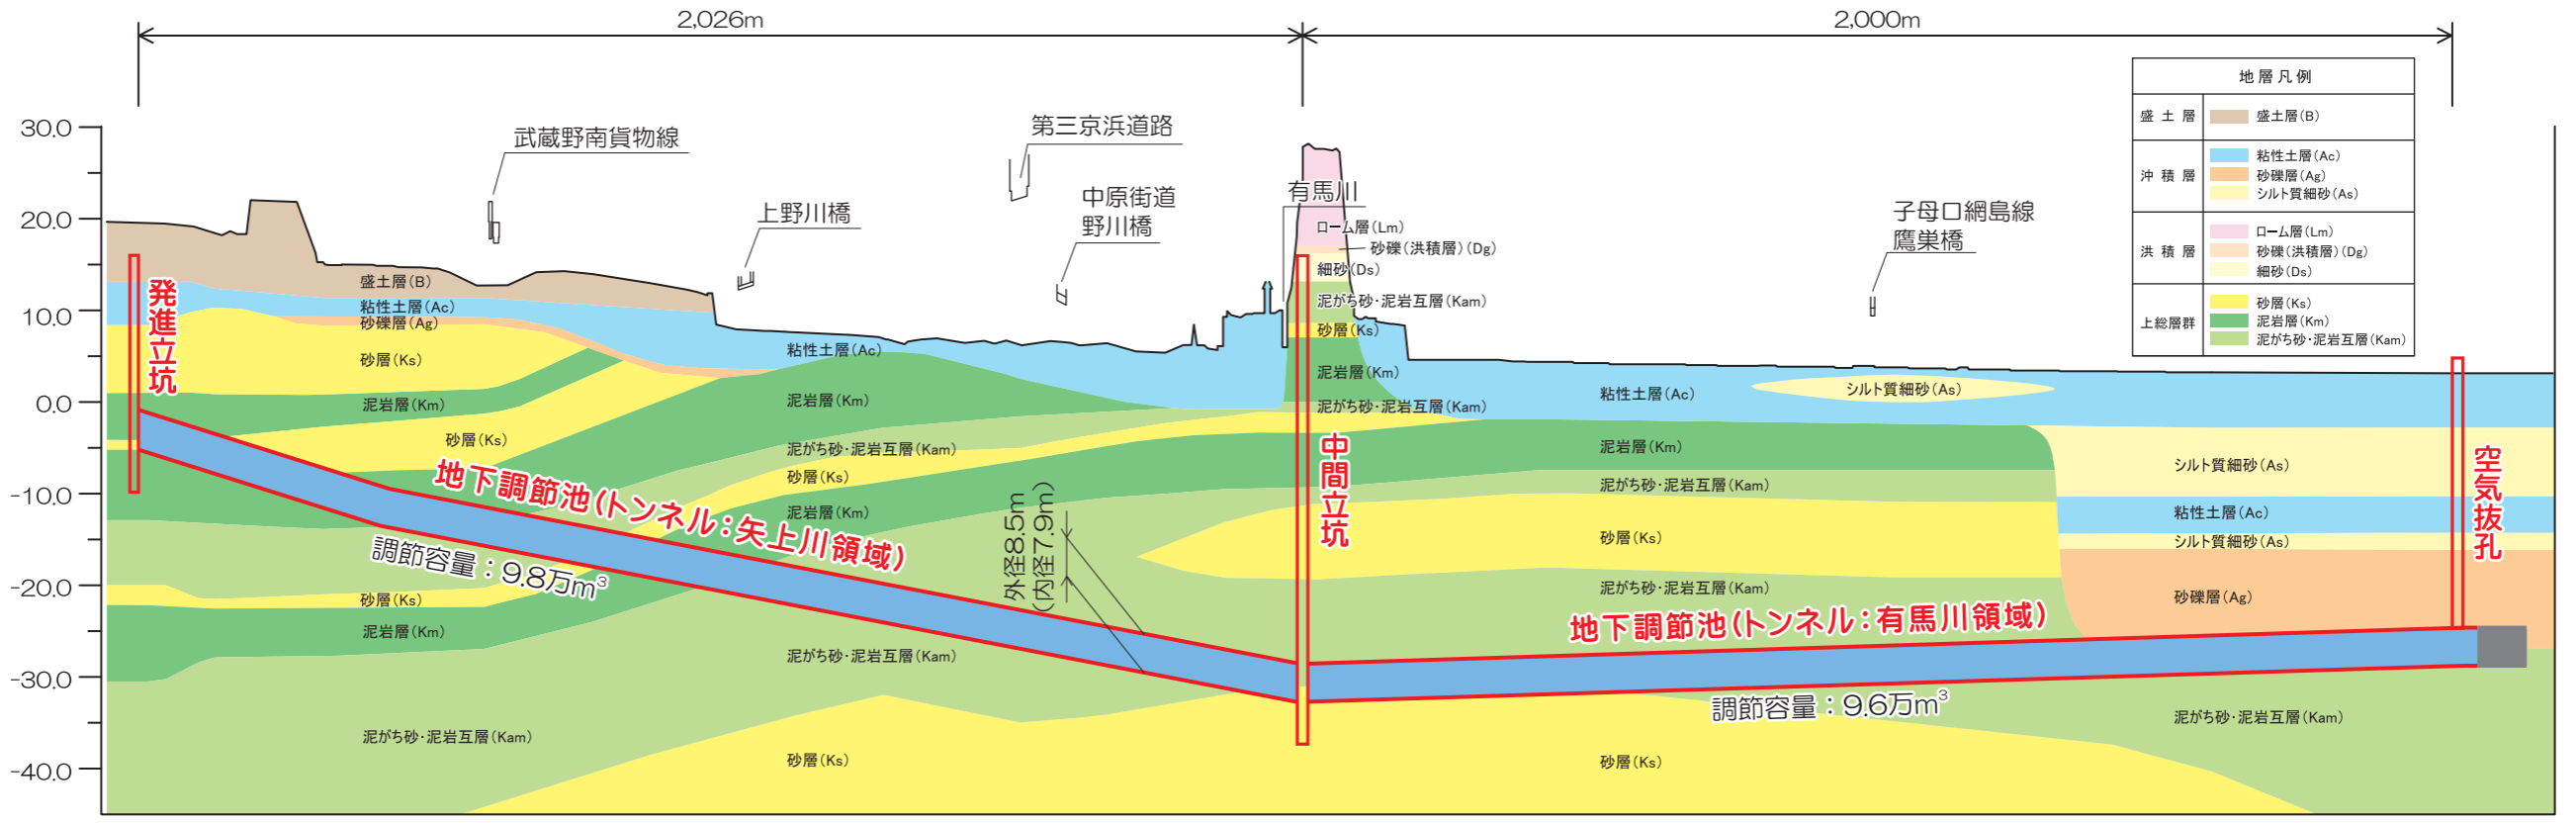 2,026m
2,000m
30.0
20.0
10.0
0.0
-10.0
-20.0
-30.0
-40.0
武蔵野南貨物線
上野川橋
第三京浜道路
中原街道
野川橋
有馬川
子母口綱島線
鷹巣橋
地層凡例
盛土層
盛土層(B)
沖積層
粘性土層(Ac)
砂礫層(Ag)
シルト質細砂(As)
洪積層
ローム層(Lm)
砂礫(洪積層)(Dg)
細砂(Ds)
上総層群
砂層(Ks)
泥岩層(Km)
泥がち砂・泥岩互層(Kam)
発進立坑
盛土層(B)
粘性土層(Ac)
砂礫層(Ag)
砂層(Ks)
泥岩層(Km)
砂層(Ks)
地下調節池(トンネル：矢上川領域)
調節容量：9.8万m³
砂層(Ks)
泥岩層(Km)
泥がち砂・泥岩互層(Kam)
粘性土層(Ac)
泥岩層(Km)
泥がち砂・泥岩互層(Kam)
砂層(Ks)
泥岩層(Km)
外径8.5m
(内径7.9m)
泥がち砂・泥岩互層(Kam)
砂層(Ks)
ローム層(Lm)
砂礫(洪積層)(Dg)
細砂(Ds)
泥がち砂・泥岩互層(Kam)
砂層(Ks)
泥岩層(Km)
泥がち砂・泥岩互層(Kam)
中間立坑
粘性土層(Ac)
シルト質細砂(As)
泥岩層(Km)
泥がち砂・泥岩互層(Kam)
砂層(Ks)
泥がち砂・泥岩互層(Kam)
地下調節池(トンネル：有馬川領域)
調節容量：9.6万m³
砂層(Ks)
シルト質細砂(As)
粘性土層(Ac)
シルト質細砂(As)
砂礫層(Ag)
泥がち砂・泥岩互層(Kam)
空気抜孔